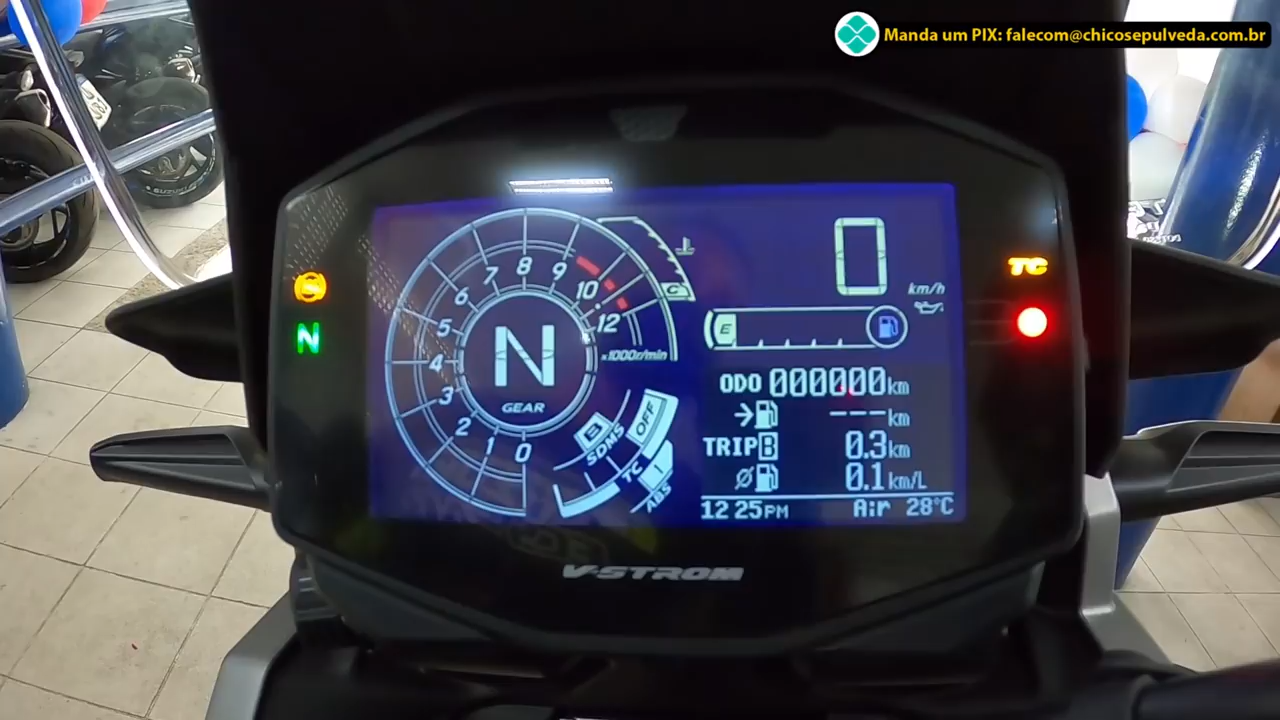 Manda um PIX: falecom@chicosepulveda.com.br
SUZUKI
TC
N
0
km/h
7 8 9 10 12
6
5
4
3
2
1
0
x1000r/min
N
GEAR
C
E
ODO 000000km
---km
TRIP B 0.3km
0.1km/L
12 25PM Air 28°C
B
SDMS
OFF
TC
1
ABS
V-STROM